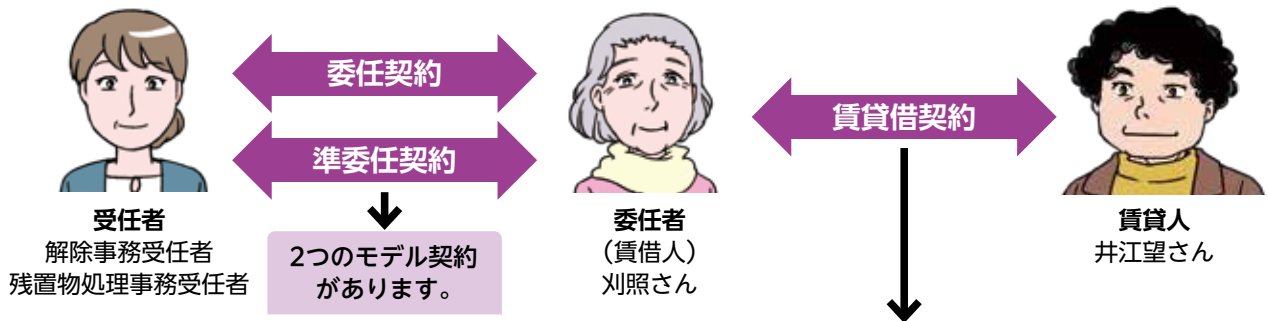 委任契約
準委任契約
賃貸借契約
受任者
解除事務受任者
残置物処理事務受任者
2つのモデル契約
があります。
委任者
（賃借人）
刈照さん
賃貸人
井江望さん